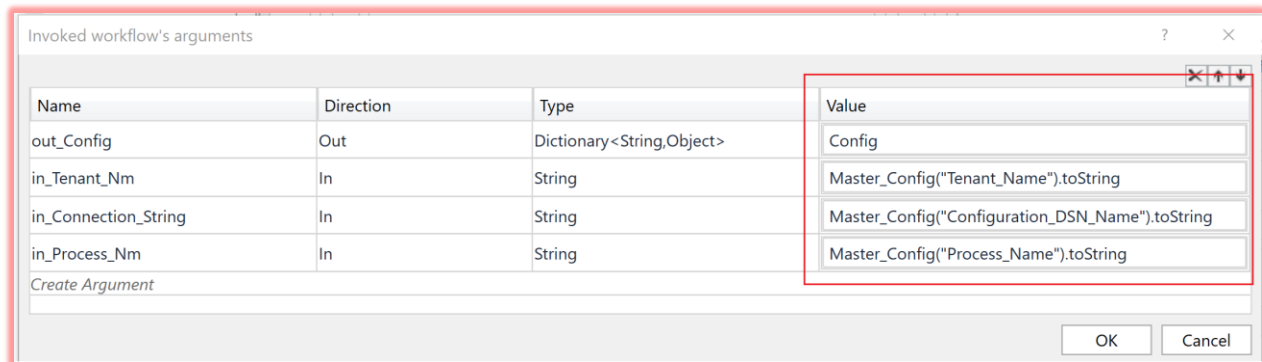 Invoked workflow's arguments ?
Name Direction Type Value
out_Config Out Dictionary<String,Object> Config
in_Tenant_Nm In String Master_Config("Tenant_Name").toString
in_Connection_String In String Master_Config("Configuration_DSN_Name").toString
in_Process_Nm In String Master_Config("Process_Name").toString
Create Argument
OK Cancel